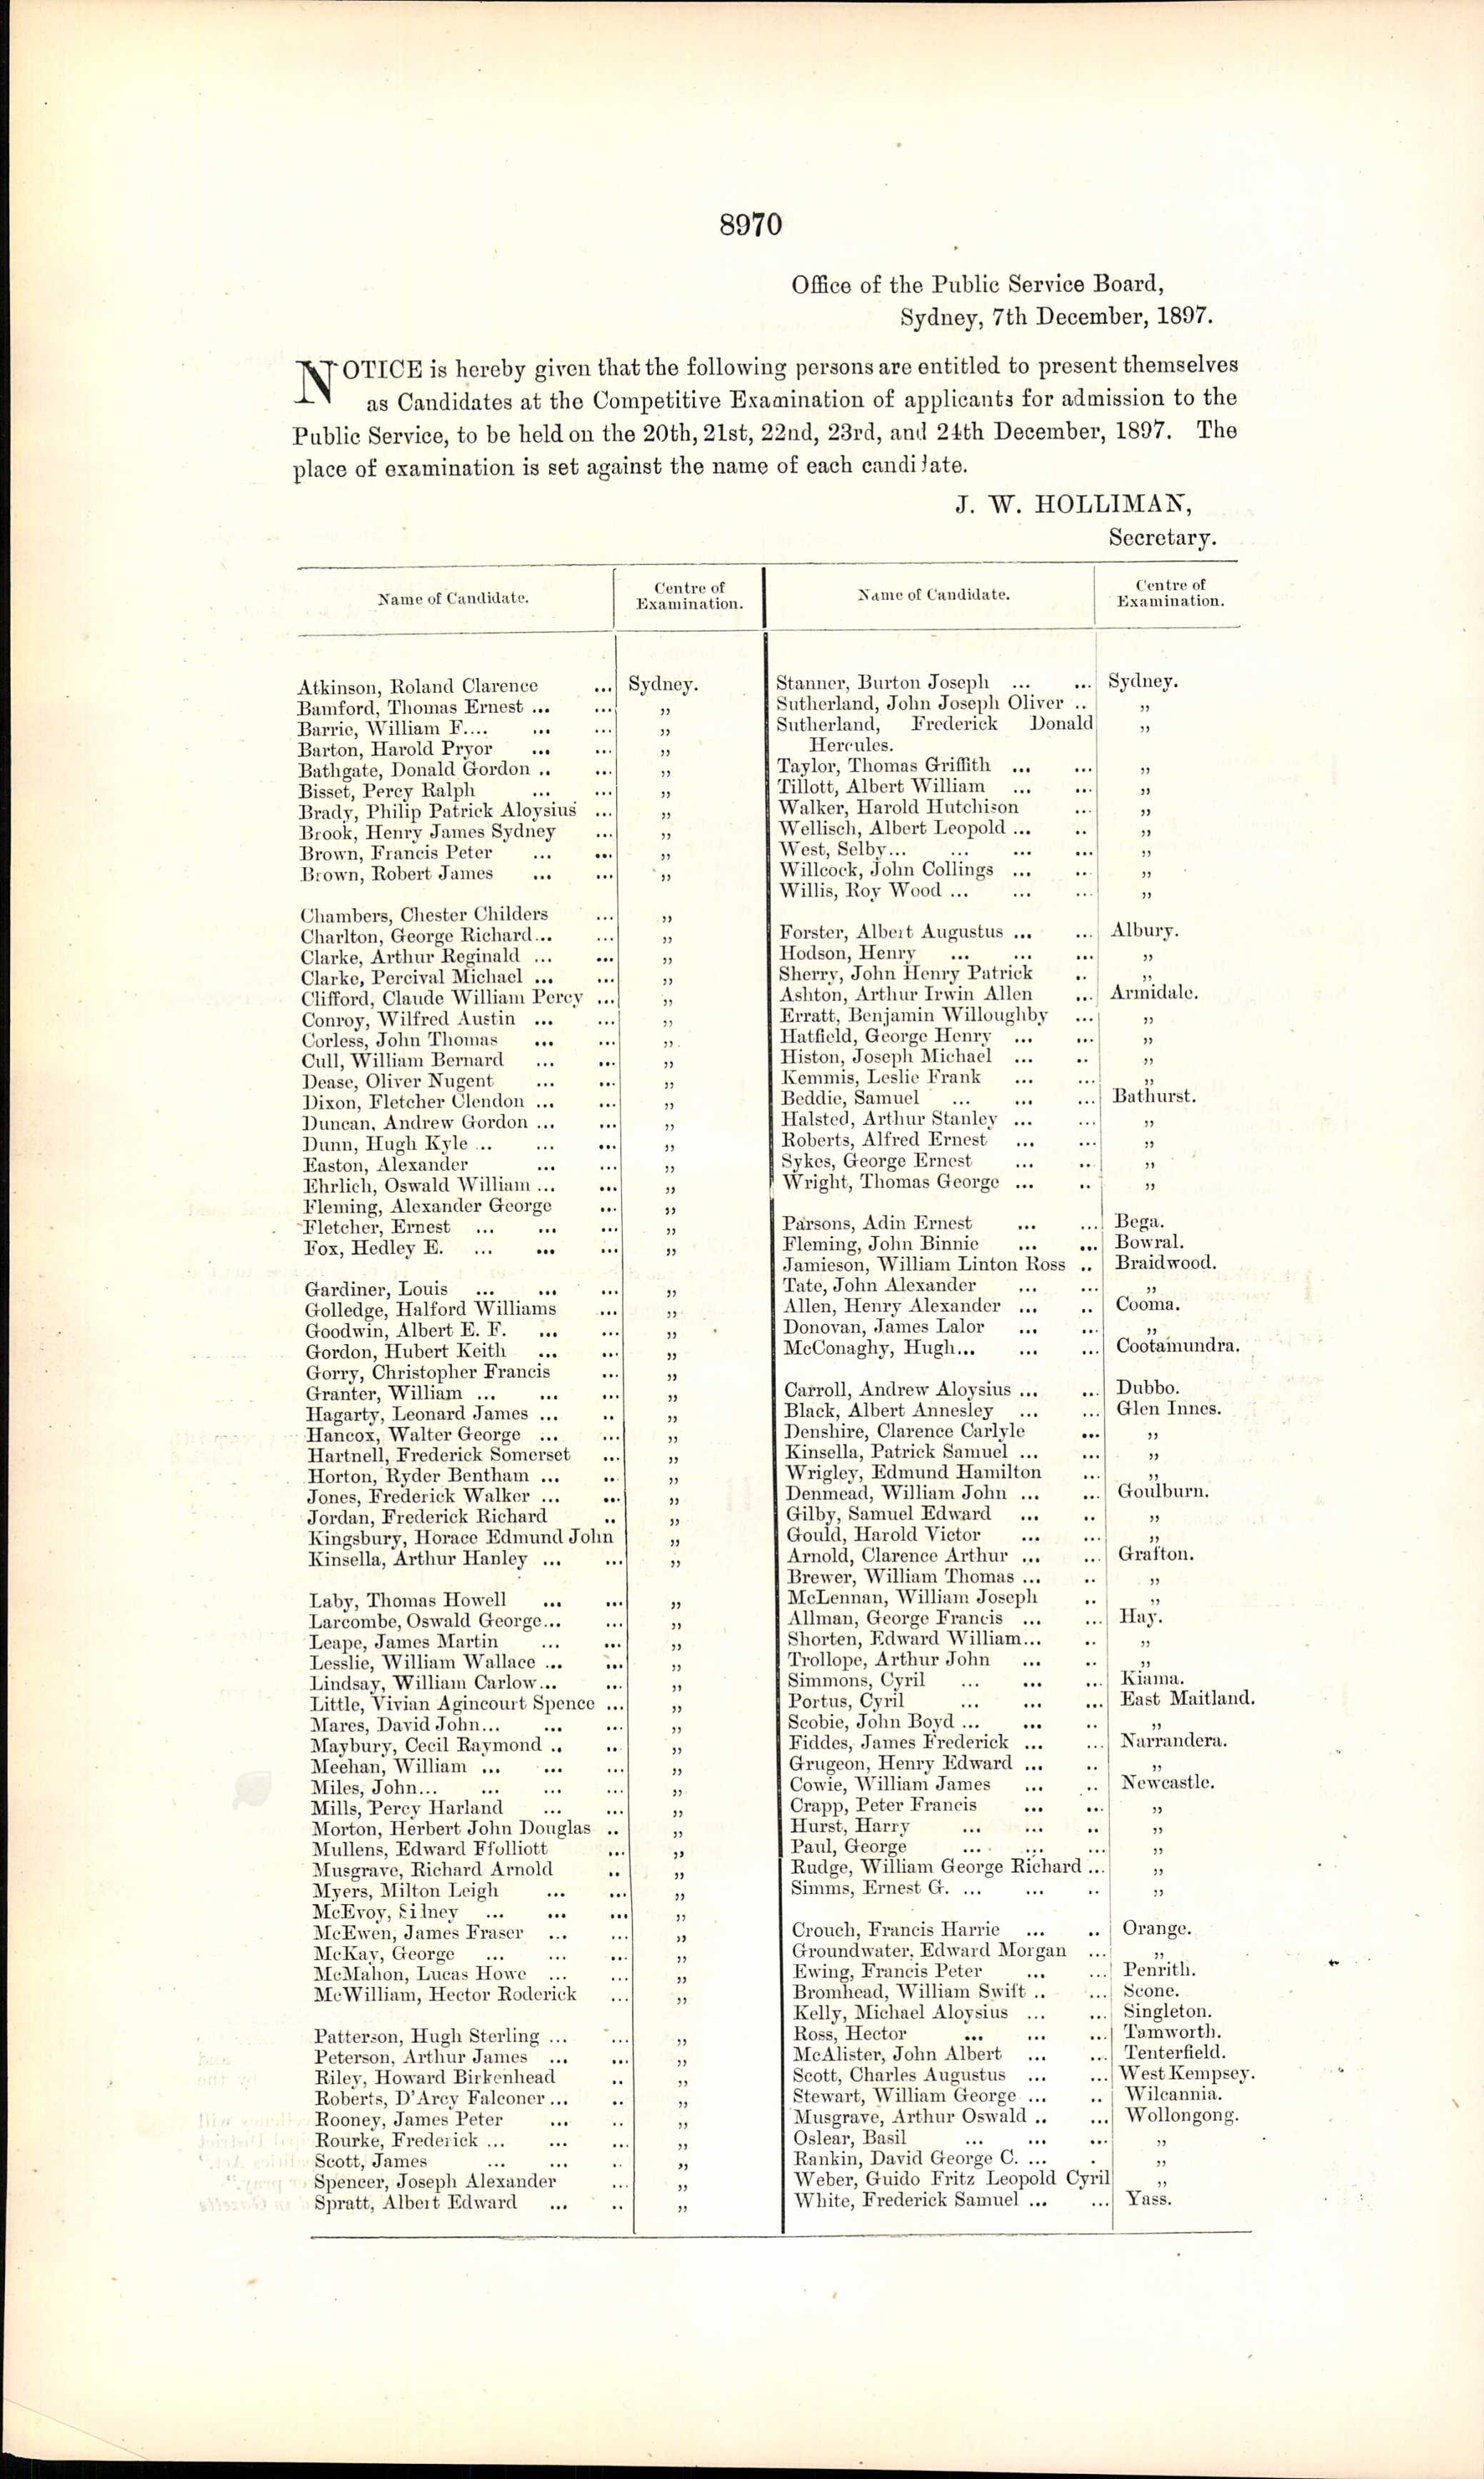 8970
Office of the Public Service Board,
Sydney, 7th December, 1897.
NOTICE is hereby given that the following persons are entitled to present themselves
as Candidates at the Competitive Examination of applicants for admission to the
Public Service, to be held on the 20th, 21st, 22nd, 23rd, and 24th December, 1897. The
place of examination is set against the name of each candidate.
J. W. HOLLIMAN,
Secretary.
Name of Candidate.
Centre of
Examination.
Atkinson, Roland Clarence ... Sydney.
Bamford, Thomas Ernest ... ... ,,
Barrie, William F.... ... ... ,,
Barton, Harold Pryor ... ... ,,
Bathgate, Donald Gordon .. ... ,,
Bisset, Percy Ralph ... ... ,,
Brady, Philip Patrick Aloysius ... ,,
Brook, Henry James Sydney ... ,,
Brown, Francis Peter ... ... ,,
Brown, Robert James ... ... ,,
Chambers, Chester Childers ... ,,
Charlton, George Richard... ... ,,
Clarke, Arthur Reginald ... ... ,,
Clarke, Percival Michael ... ... ,,
Clifford, Claude William Percy ... ,,
Conroy, Wilfred Austin ... ... ,,
Corless, John Thomas ... ... ,,
Cull, William Bernard ... ... ,,
Dease, Oliver Nugent ... ... ,,
Dixon, Fletcher Clendon ... ... ,,
Duncan, Andrew Gordon ... ... ,,
Dunn, Hugh Kyle ... ... ... ,,
Easton, Alexander ... ... ,,
Ehrlich, Oswald William ... ... ,,
Fleming, Alexander George ... ,,
Fletcher, Ernest ... ... ... ,,
Fox, Hedley E. ... ... ... ,,
Gardiner, Louis ... ... ... ,,
Golledge, Halford Williams ... ,,
Goodwin, Albert E. F. ... ... ,,
Gordon, Hubert Keith ... ... ,,
Gorry, Christopher Francis ... ,,
Granter, William ... ... ... ,,
Hagarty, Leonard James ... .. ,,
Hancox, Walter George ... ... ,,
Hartnell, Frederick Somerset ... ,,
Horton, Ryder Bentham ... .. ,,
Jones, Frederick Walker ... ... ,,
Jordan, Frederick Richard .. ,,
Kingsbury, Horace Edmund John ,,
Kinsella, Arthur Hanley ... ... ,,
Laby, Thomas Howell ... ... ,,
Larcombe, Oswald George... ... ,,
Leape, James Martin ... ... ,,
Lesslie, William Wallace ... ... ,,
Lindsay, William Carlow... ... ,,
Little, Vivian Agincourt Spence ... ,,
Mares, David John... ... ... ,,
Maybury, Cecil Raymond .. .. ,,
Meehan, William ... ... ... ,,
Miles, John... ... ... ... ,,
Mills, Percy Harland ... ... ,,
Morton, Herbert John Douglas .. ,,
Mullens, Edward Ffolliott ... ,,
Musgrave, Richard Arnold .. ,,
Myers, Milton Leigh ... ... ,,
McEvoy, Sidney ... ... ... ,,
McEwen, James Fraser ... ... ,,
McKay, George ... ... ... ,,
McMahon, Lucas Howe ... ... ,,
McWilliam, Hector Roderick ... ,,
Patterson, Hugh Sterling ... ... ,,
Peterson, Arthur James ... ... ,,
Riley, Howard Birkenhead .. ,,
Roberts, D'Arcy Falconer ... .. ,,
Rooney, James Peter ... .. ,,
Rourke, Frederick ... ... ... ,,
Scott, James ... ... .. ,,
Spencer, Joseph Alexander ... ,,
Spratt, Albert Edward ... .. ,,
Name of Candidate.
Centre of
Examination.
Stanner, Burton Joseph ... ... Sydney.
Sutherland, John Joseph Oliver .. ,,
Sutherland, Frederick Donald ,,
Hercules.
Taylor, Thomas Griffith ... ... ,,
Tillott, Albert William ... ... ,,
Walker, Harold Hutchison ... ,,
Wellisch, Albert Leopold ... .. ,,
West, Selby... ... ... ... ,,
Willcock, John Collings ... .. ,,
Willis, Roy Wood ... ... ... ,,
Forster, Albert Augustus ... ... Albury.
Hodson, Henry ... ... ... ,,
Sherry, John Henry Patrick .. ,,
Ashton, Arthur Irwin Allen ... Armidale.
Erratt, Benjamin Willoughby ... ,,
Hatfield, George Henry ... ... ,,
Histon, Joseph Michael ... .. ,,
Kemmis, Leslie Frank ... ... ,,
Beddie, Samuel ... ... ... Bathurst.
Halsted, Arthur Stanley ... ... ,,
Roberts, Alfred Ernest ... ... ,,
Sykes, George Ernest ... .. ,,
Wright, Thomas George ... .. ,,
Parsons, Adin Ernest ... ... Bega.
Fleming, John Binnie ... ... Bowral.
Jamieson, William Linton Ross .. Braidwood.
Tate, John Alexander ... ... ,,
Allen, Henry Alexander ... .. Cooma.
Donovan, James Lalor ... ... ,,
McConaghy, Hugh... ... ... Cootamundra.
Carroll, Andrew Aloysius ... ... Dubbo.
Black, Albert Annesley ... ... Glen Innes.
Denshire, Clarence Carlyle ... ,,
Kinsella, Patrick Samuel ... ... ,,
Wrigley, Edmund Hamilton ... ,,
Denmead, William John ... ... Goulburn.
Gilby, Samuel Edward ... .. ,,
Gould, Harold Victor ... ... ,,
Arnold, Clarence Arthur ... ... Grafton.
Brewer, William Thomas ... .. ,,
McLennan, William Joseph .. ,,
Allman, George Francis ... ... Hay.
Shorten, Edward William... .. ,,
Trollope, Arthur John ... .. ,,
Simmons, Cyril ... ... ... Kiama.
Portus, Cyril ... ... ... East Maitland.
Scobie, John Boyd ... ... .. ,,
Fiddes, James Frederick ... ... Narrandera.
Grugeon, Henry Edward ... .. ,,
Cowie, William James ... .. Newcastle.
Crapp, Peter Francis ... ... ,,
Hurst, Harry ... ... .. ,,
Paul, George ... ... ... ,,
Rudge, William George Richard ... ,,
Simms, Ernest G. ... ... .. ,,
Crouch, Francis Harrie ... .. Orange.
Groundwater, Edward Morgan ... ,,
Ewing, Francis Peter ... ... Penrith.
Bromhead, William Swift .. ... Scone.
Kelly, Michael Aloysius ... ... Singleton.
Ross, Hector ... ... ... Tamworth.
McAlister, John Albert ... ... Tenterfield.
Scott, Charles Augustus ... ... West Kempsey.
Stewart, William George ... .. Wilcannia.
Musgrave, Arthur Oswald .. ... Wollongong.
Oslear, Basil ... ... ... ,,
Rankin, David George C. ... . ,,
Weber, Guido Fritz Leopold Cyril ,,
White, Frederick Samuel ... ... Yass.